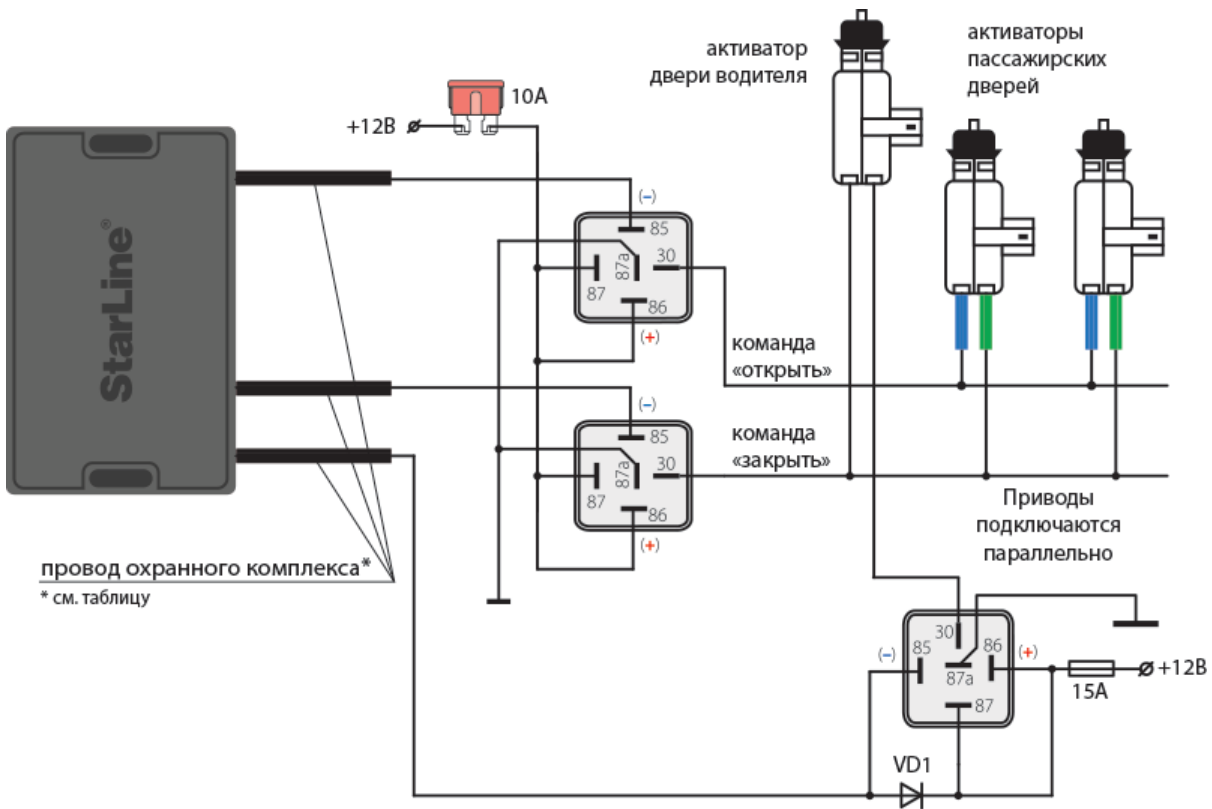 активатор
двери водителя
активаторы
пассажирских
дверей
10А
+12В
StarLine®
(–)
85
87a
30
87
86
(+)
команда
«открыть»
(–)
85
87a
30
87
86
(+)
команда
«закрыть»
Приводы
подключаются
параллельно
провод охранного комплекса*
* см. таблицу
30
(–)
85
86
(+)
87a
87
15А
+12В
VD1